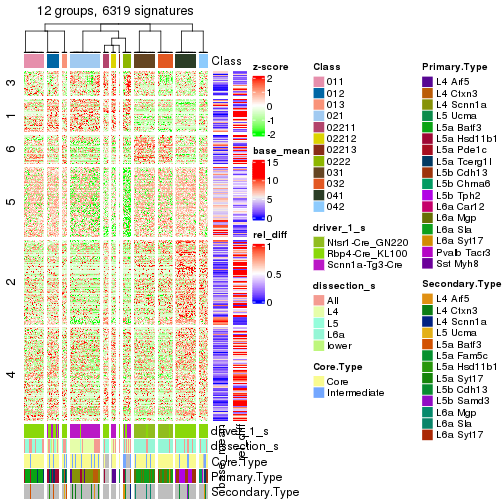 12 groups, 6319 signatures
Class
3
1
6
5
2
4
z-score
2
1
0
-1
-2
base_mean
15
10
5
0
rel_diff
1
0.5
0
driver_1_s
dissection_s
Core.Type
Primary.Type
Secondary.Type
base_mean
rel_diff
Class
011
012
013
021
02211
02212
02213
0222
031
032
041
042
driver_1_s
Ntsr1-Cre_GN220
Rbp4-Cre_KL100
Scnn1a-Tg3-Cre
dissection_s
All
L4
L5
L6a
lower
Core.Type
Core
Intermediate
Primary.Type
L4 Arf5
L4 Ctxn3
L4 Scnn1a
L5 Ucma
L5a Batf3
L5a Hsd11b1
L5a Pde1c
L5a Tcerg1l
L5b Cdh13
L5b Chrna6
L5b Tph2
L6a Car12
L6a Mgp
L6a Sla
L6a Syt17
Pvalb Tacr3
Sst Myh8
Secondary.Type
L4 Arf5
L4 Ctxn3
L4 Scnn1a
L5 Ucma
L5a Batf3
L5a Fam5c
L5a Hsd11b1
L5a Syt17
L5b Cdh13
L5b Samd3
L6a Mgp
L6a Sla
L6a Syt17